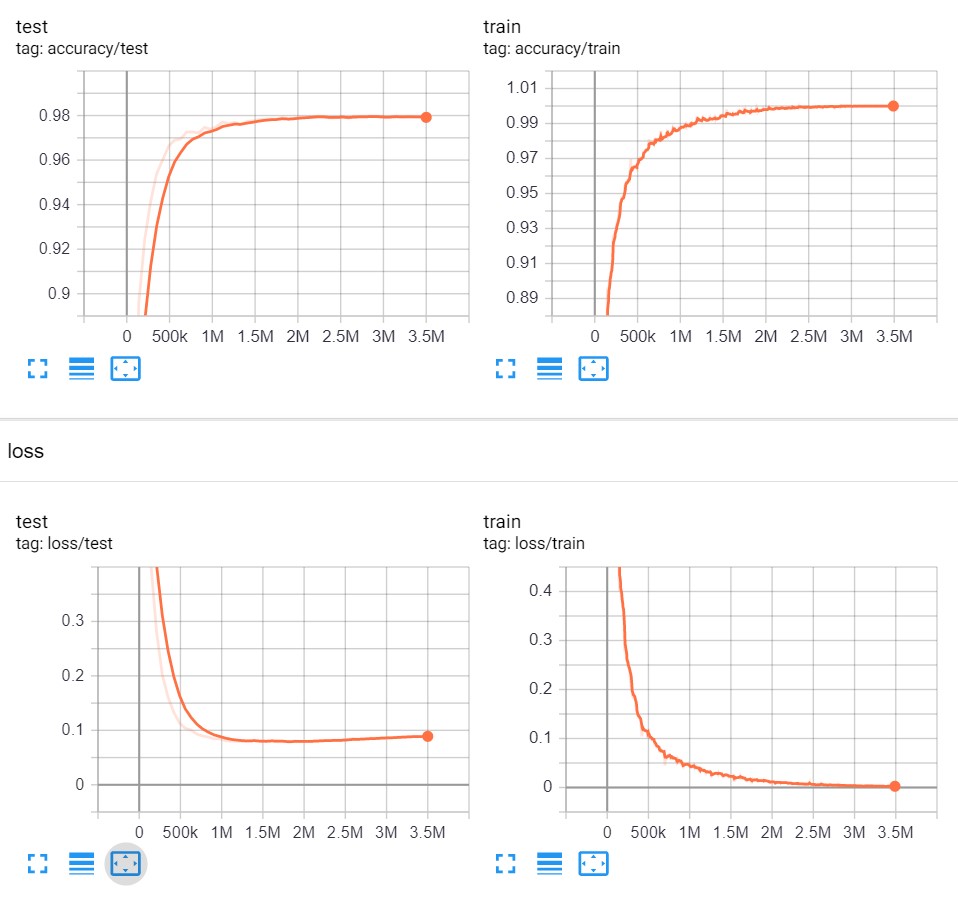 test
tag: accuracy/test
0.98
0.96
0.94
0.92
0.9
0 500k 1M 1.5M 2M 2.5M 3M 3.5M
train
tag: accuracy/train
1.01
0.99
0.97
0.95
0.93
0.91
0.89
0 500k 1M 1.5M 2M 2.5M 3M 3.5M
loss
test
tag: loss/test
0.3
0.2
0.1
0
0 500k 1M 1.5M 2M 2.5M 3M 3.5M
train
tag: loss/train
0.4
0.3
0.2
0.1
0
0 500k 1M 1.5M 2M 2.5M 3M 3.5M